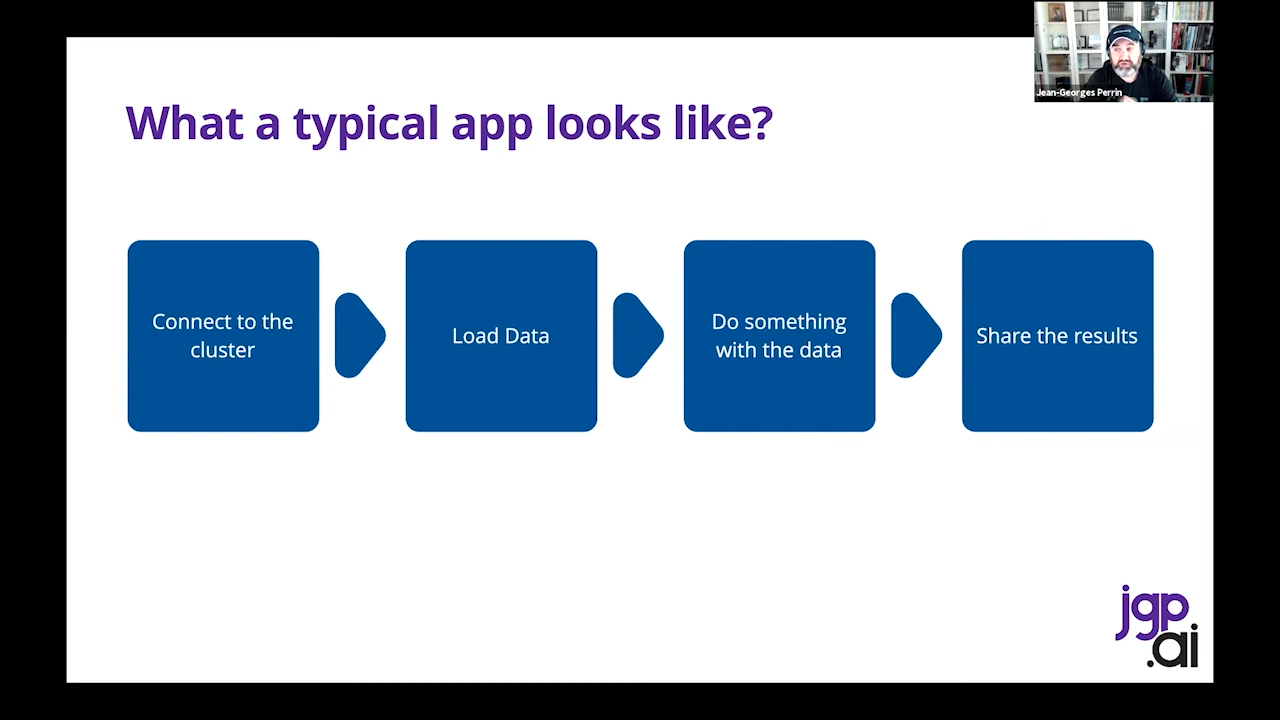 Jean-Georges Perrin
What a typical app looks like?
Connect to the
cluster
Load Data
Do something
with the data
Share the results
jgp
.ai